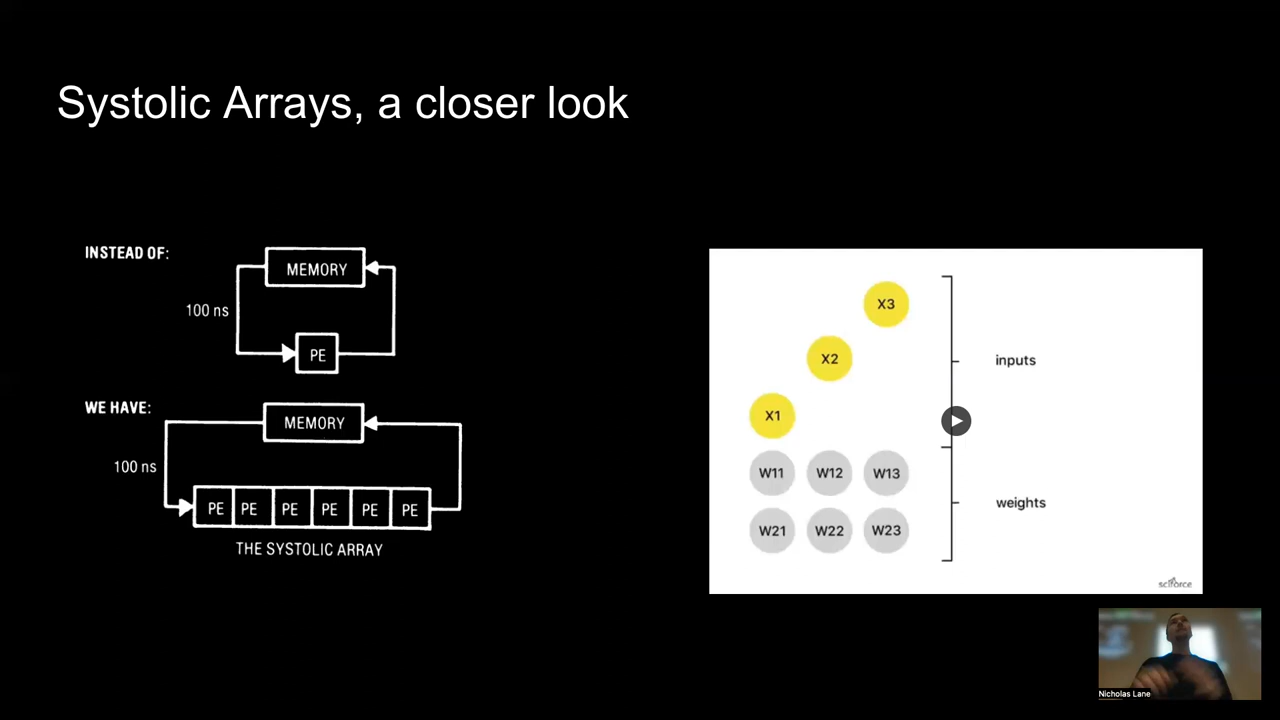 Systolic Arrays, a closer look
INSTEAD OF:
MEMORY
100 ns
PE
WE HAVE:
MEMORY
100 ns
PE PE PE PE PE PE
THE SYSTOLIC ARRAY
X3
X2
inputs
X1
W11 W12 W13
weights
W21 W22 W23
sciforce
Nicholas Lane